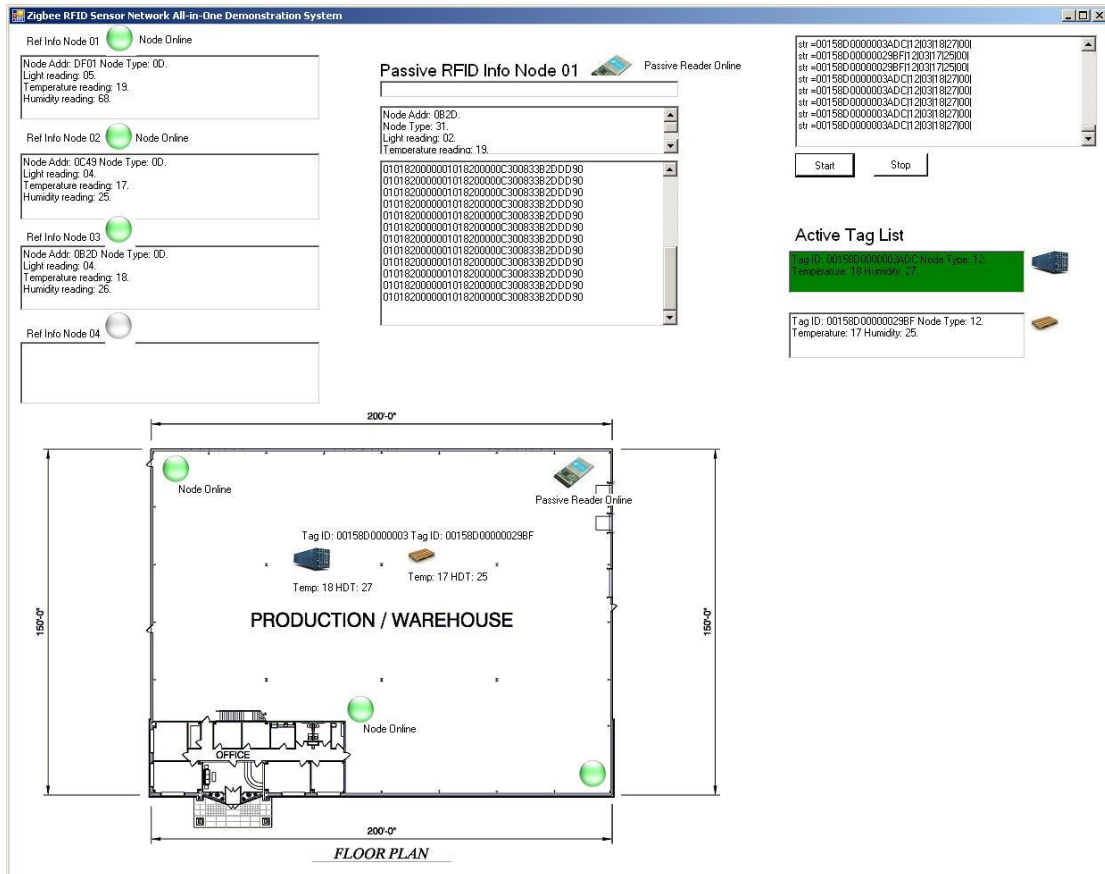 Zigbee RFID Sensor Network All-in-One Demonstration System
Ref Info Node 01
Node Online
Node Addr: DF01 Node Type: 0D.
Light reading: 05.
Temperature reading: 19.
Humidity reading: 68.
Ref Info Node 02
Node Online
Node Addr: 0C49 Node Type: 0D.
Light reading: 04.
Temperature reading: 17.
Humidity reading: 25.
Ref Info Node 03
Node Addr: 0B2D Node Type: 0D.
Light reading: 04.
Temperature reading: 18.
Humidity reading: 26.
Ref Info Node 04
Passive RFID Info Node 01
Passive Reader Online
Node Addr: 0B2D.
Node Type: 31.
Light reading: 02.
Temperature reading: 19.
0101820000001018200000C300833B2DDD90
0101820000001018200000C300833B2DDD90
0101820000001018200000C300833B2DDD90
0101820000001018200000C300833B2DDD90
0101820000001018200000C300833B2DDD90
0101820000001018200000C300833B2DDD90
0101820000001018200000C300833B2DDD90
0101820000001018200000C300833B2DDD90
0101820000001018200000C300833B2DDD90
0101820000001018200000C300833B2DDD90
0101820000001018200000C300833B2DDD90
0101820000001018200000C300833B2DDD90
str =00158D0000003ADC|12|03|18|27|00|
str =00158D00000029BF|12|03|17|25|00|
str =00158D00000029BF|12|03|17|25|00|
str =00158D0000003ADC|12|03|18|27|00|
str =00158D0000003ADC|12|03|18|27|00|
str =00158D0000003ADC|12|03|18|27|00|
str =00158D0000003ADC|12|03|18|27|00|
str =00158D0000003ADC|12|03|18|27|00|
Start
Stop
Active Tag List
Tag ID: 00158D0000003ADC Node Type: 12.
Temperature: 18 Humidity: 27.
Tag ID: 00158D00000029BF Node Type: 12.
Temperature: 17 Humidity: 25.
200'-0"
150'-0"
150'-0"
Node Online
Passive Reader Online
Tag ID: 00158D0000003 Tag ID: 00158D00000029BF
Temp: 18 HDT: 27
Temp: 17 HDT: 25
PRODUCTION / WAREHOUSE
Node Online
OFFICE
200'-0"
FLOOR PLAN